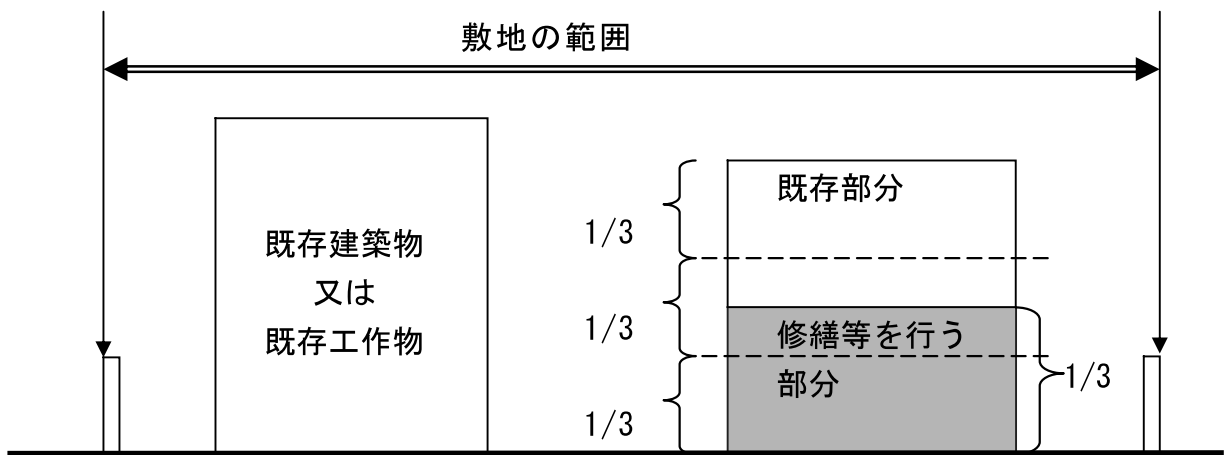 敷地の範囲
既存建築物
又は
既存工作物
1/3
1/3
1/3
既存部分
修繕等を行う
部分
1/3